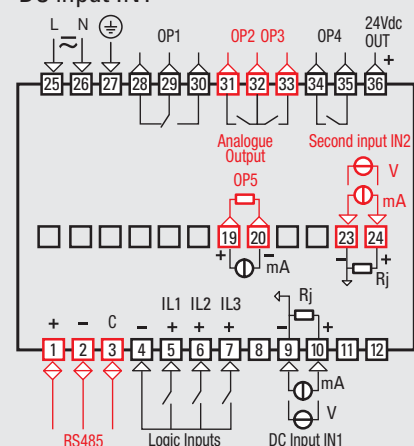 DC Input IN1
L N OP1 OP2 OP3 OP4 24Vdc
OUT
+
25 26 27 28 29 30 31 32 33 34 35 36
Analogue
Output
Second input IN2
V
OP5
mA
19 20 23 24
+ − mA − +
Rj
IL1 IL2 IL3 Rj
+ − C − + + + − +
1 2 3 4 5 6 7 8 9 10 11 12
mA
V
RS485 Logic Inputs DC Input IN1